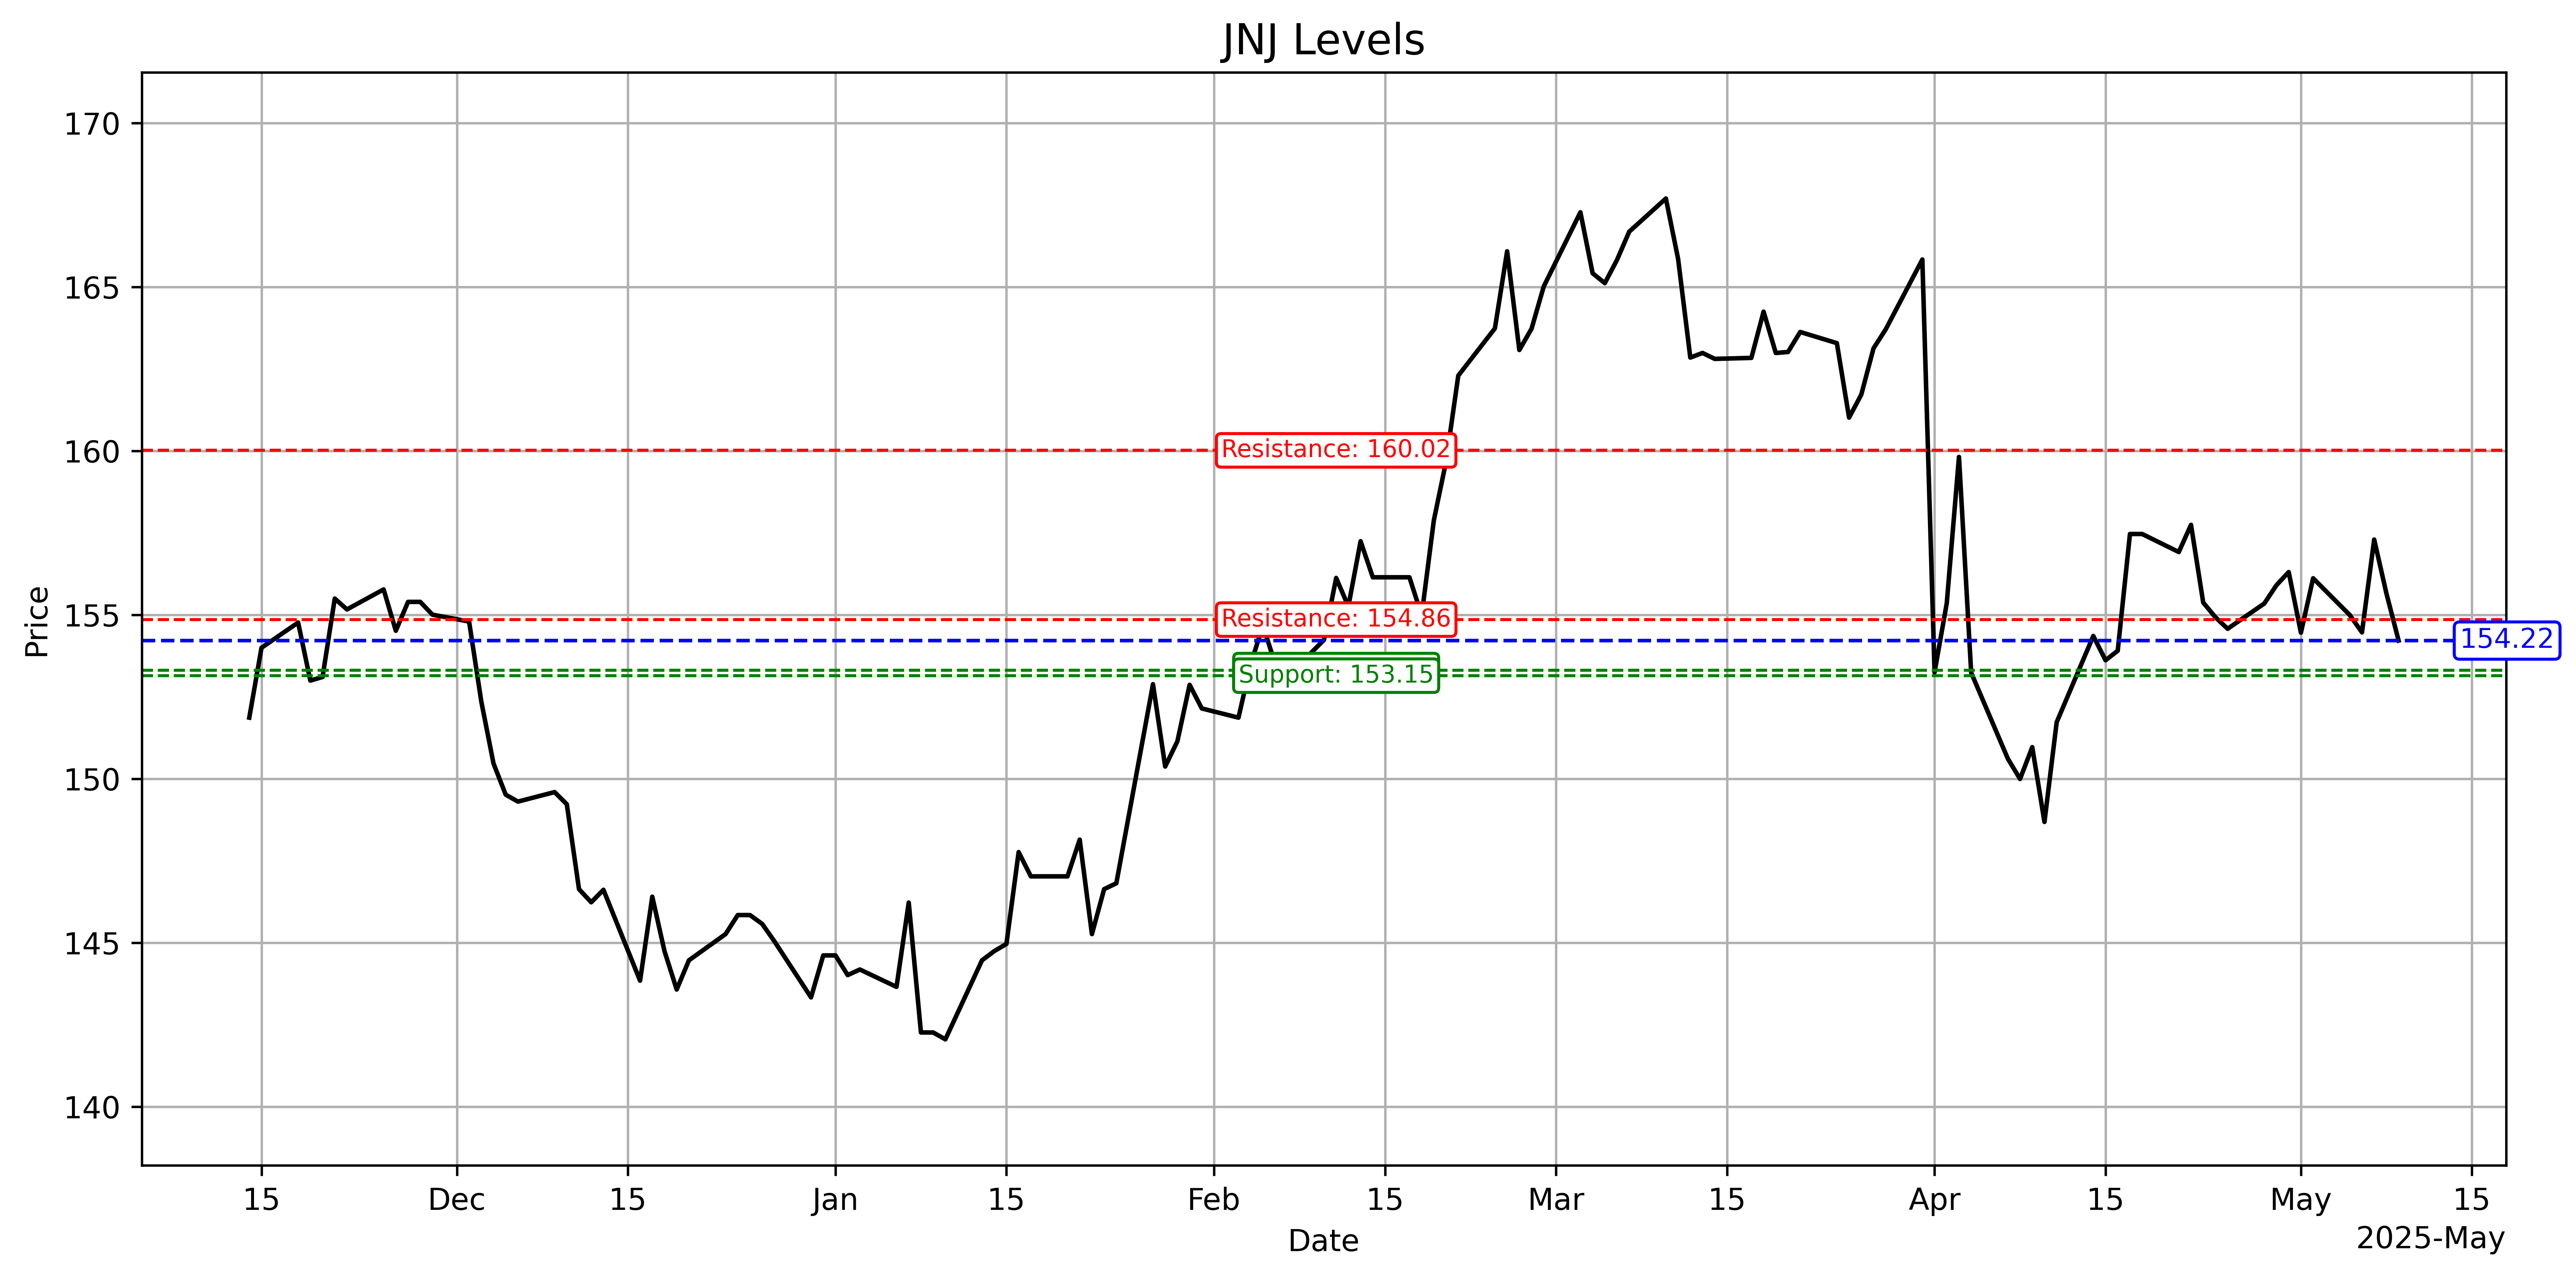 JNJ Levels
170
165
160
155
150
145
140
Price
Resistance: 160.02
Resistance: 154.86
154.22
Support: 153.15
15 Dec 15 Jan 15 Feb 15 Mar 15 Apr 15 May 15
Date
2025-May